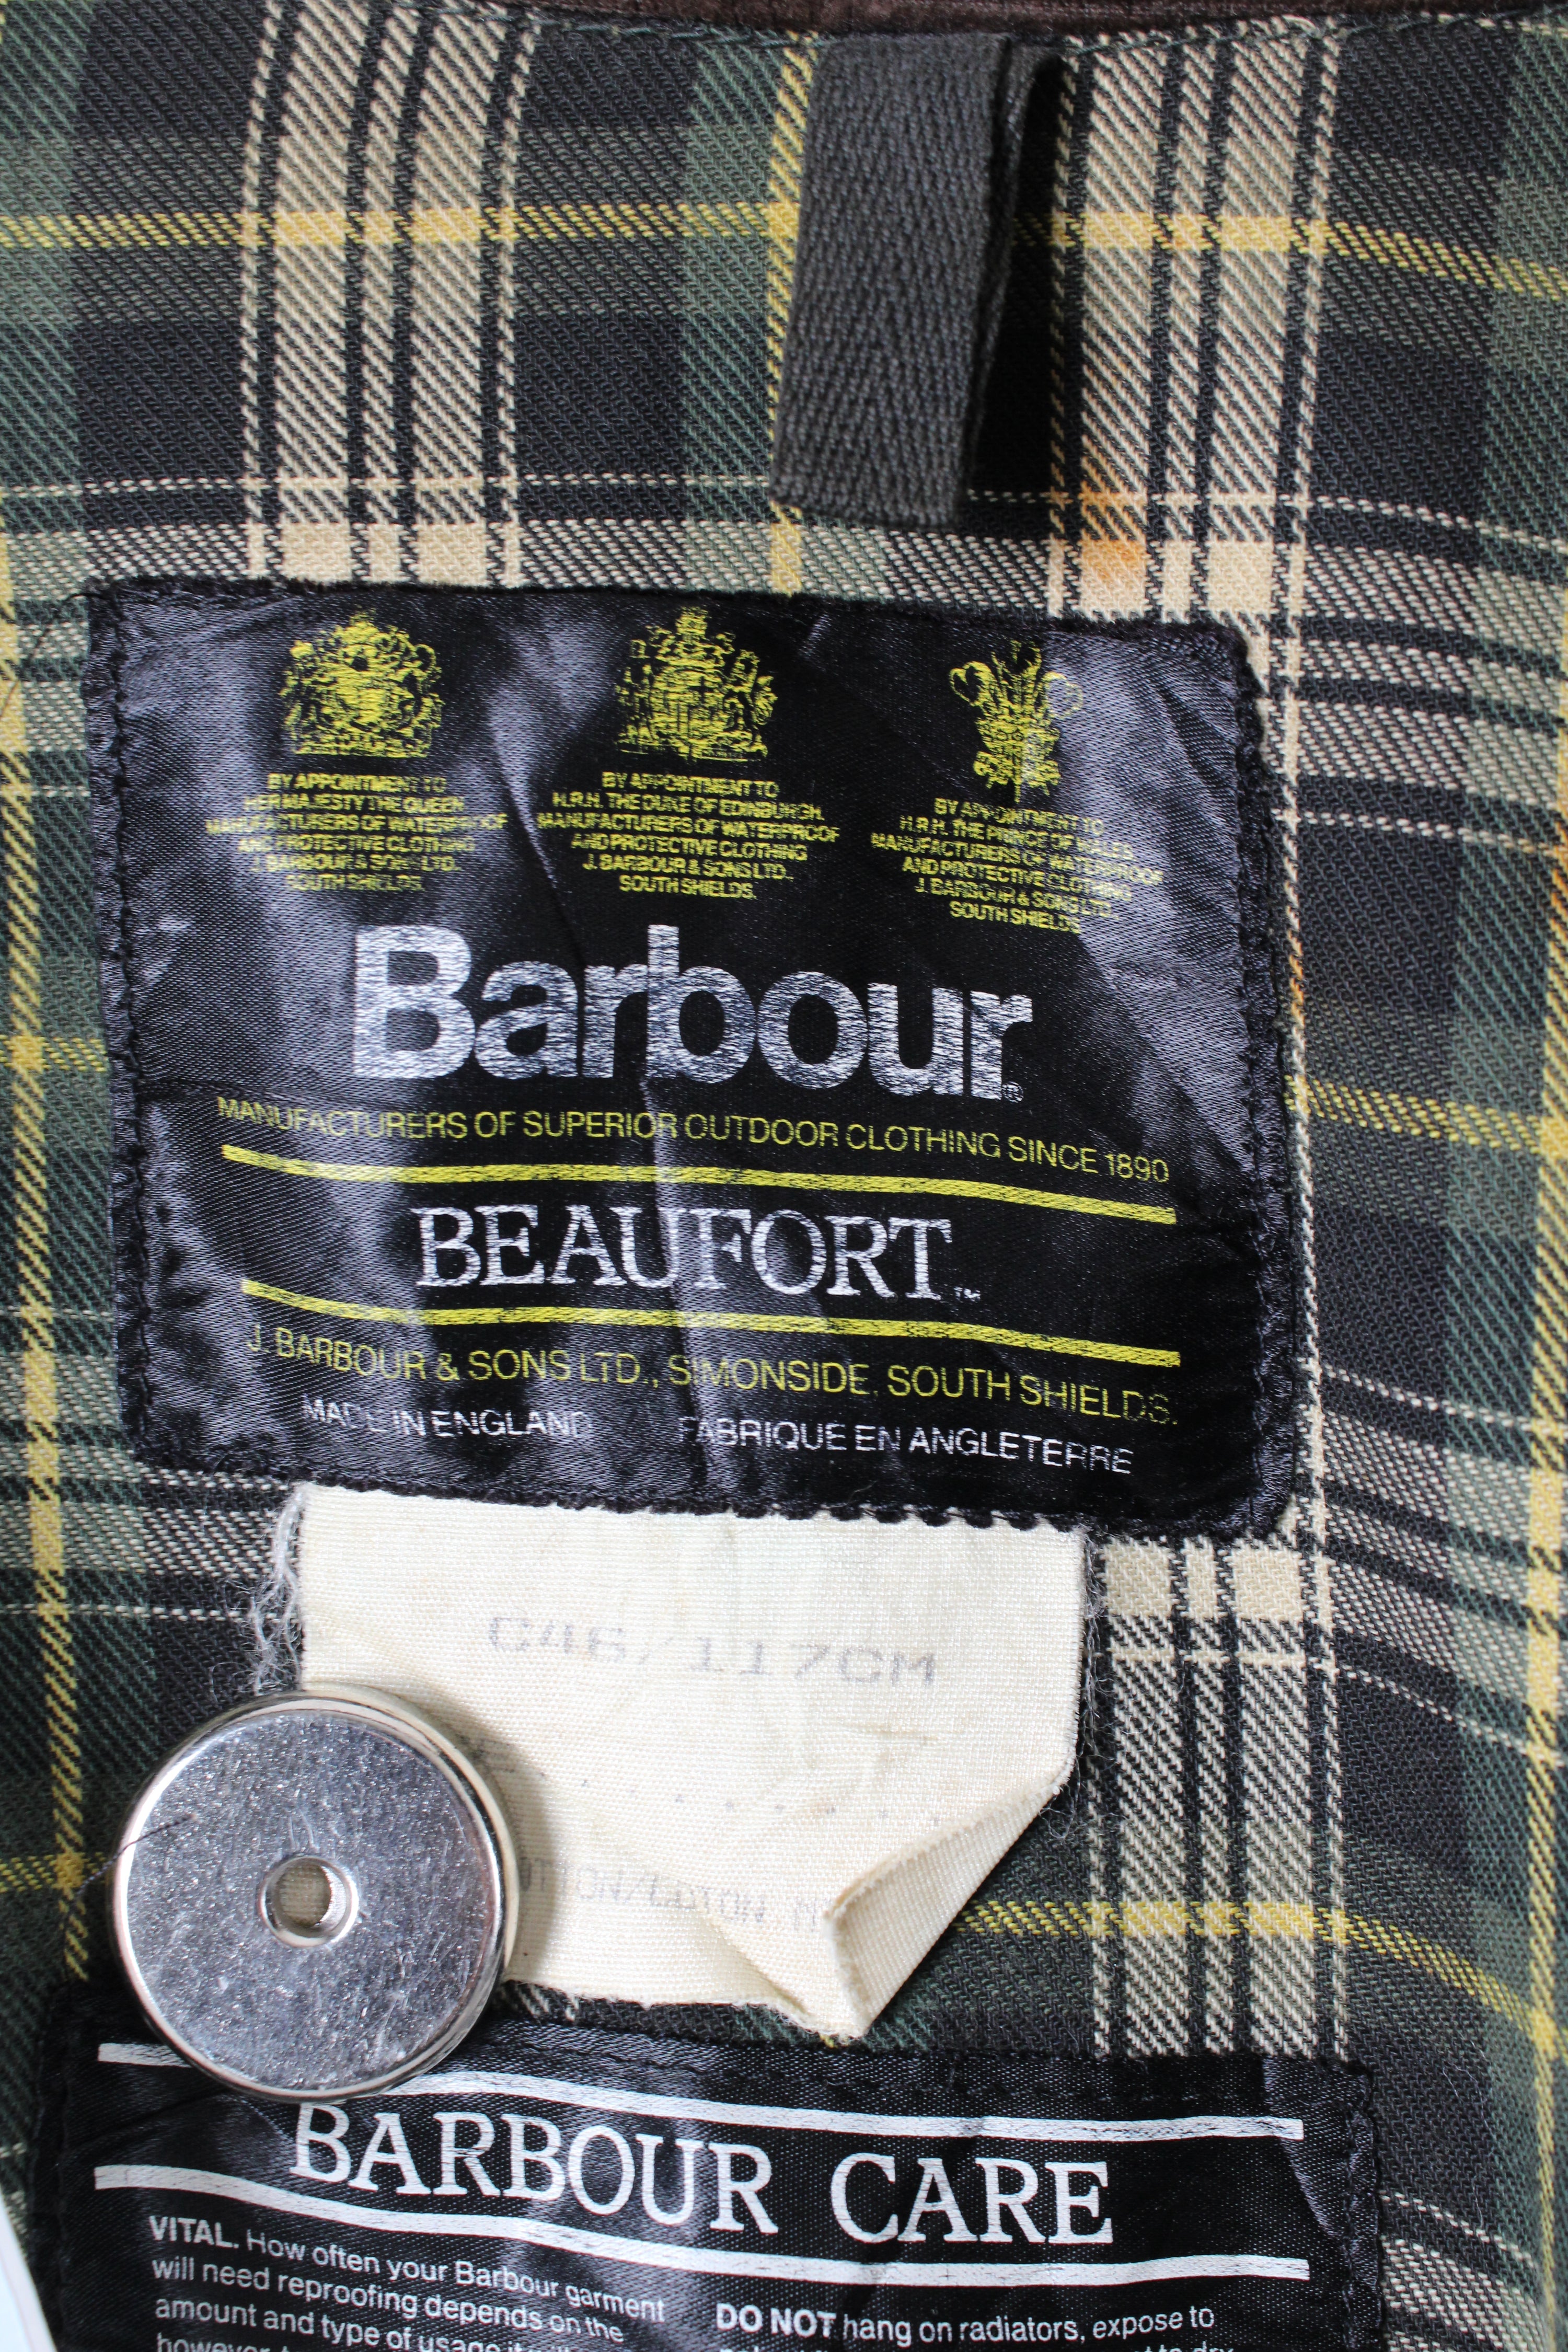 BY APPOINTMENT TO
HER MAJESTY THE QUEEN
MANUFACTURERS OF WATERPROOF
AND PROTECTIVE CLOTHING
J. BARBOUR & SONS LTD.
SOUTH SHIELDS.
BY APPOINTMENT TO
H.R.H. THE DUKE OF EDINBURGH.
MANUFACTURERS OF WATERPROOF
AND PROTECTIVE CLOTHING
J. BARBOUR & SONS LTD.,
SOUTH SHIELDS.
BY APPOINTMENT TO
H.R.H. THE PRINCE OF WALES.
MANUFACTURERS OF WATERPROOF
AND PROTECTIVE CLOTHING
J. BARBOUR & SONS LTD.,
SOUTH SHIELDS.
Barbour®
MANUFACTURERS OF SUPERIOR OUTDOOR CLOTHING SINCE 1890
BEAUFORT™
J. BARBOUR & SONS LTD., SIMONSIDE, SOUTH SHIELDS.
MADE IN ENGLAND FABRIQUE EN ANGLETERRE
C46/117CM
BARBOUR CARE
VITAL. How often your Barbour garment
will need reproofing depends on the
amount and type of usage
however
DO NOT hang on radiators, expose to